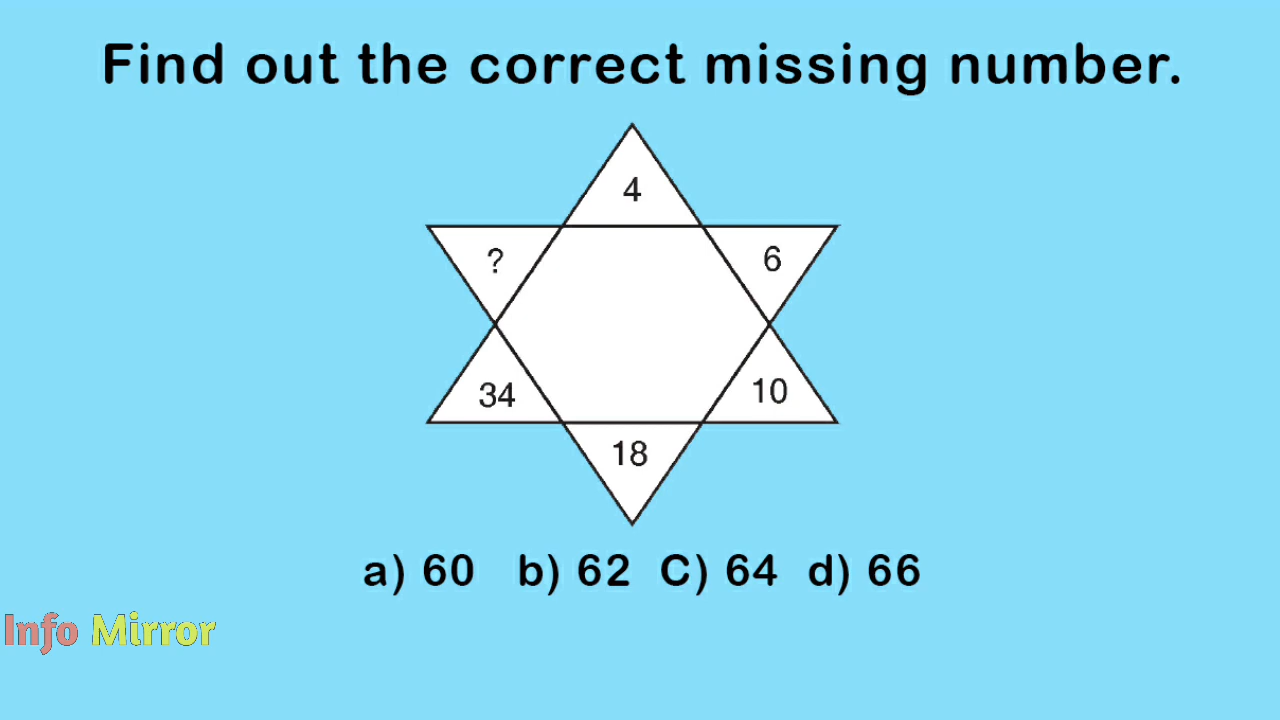 Find out the correct missing number.
4
? 6
34 10
18
a) 60 b) 62 C) 64 d) 66
Info Mirror